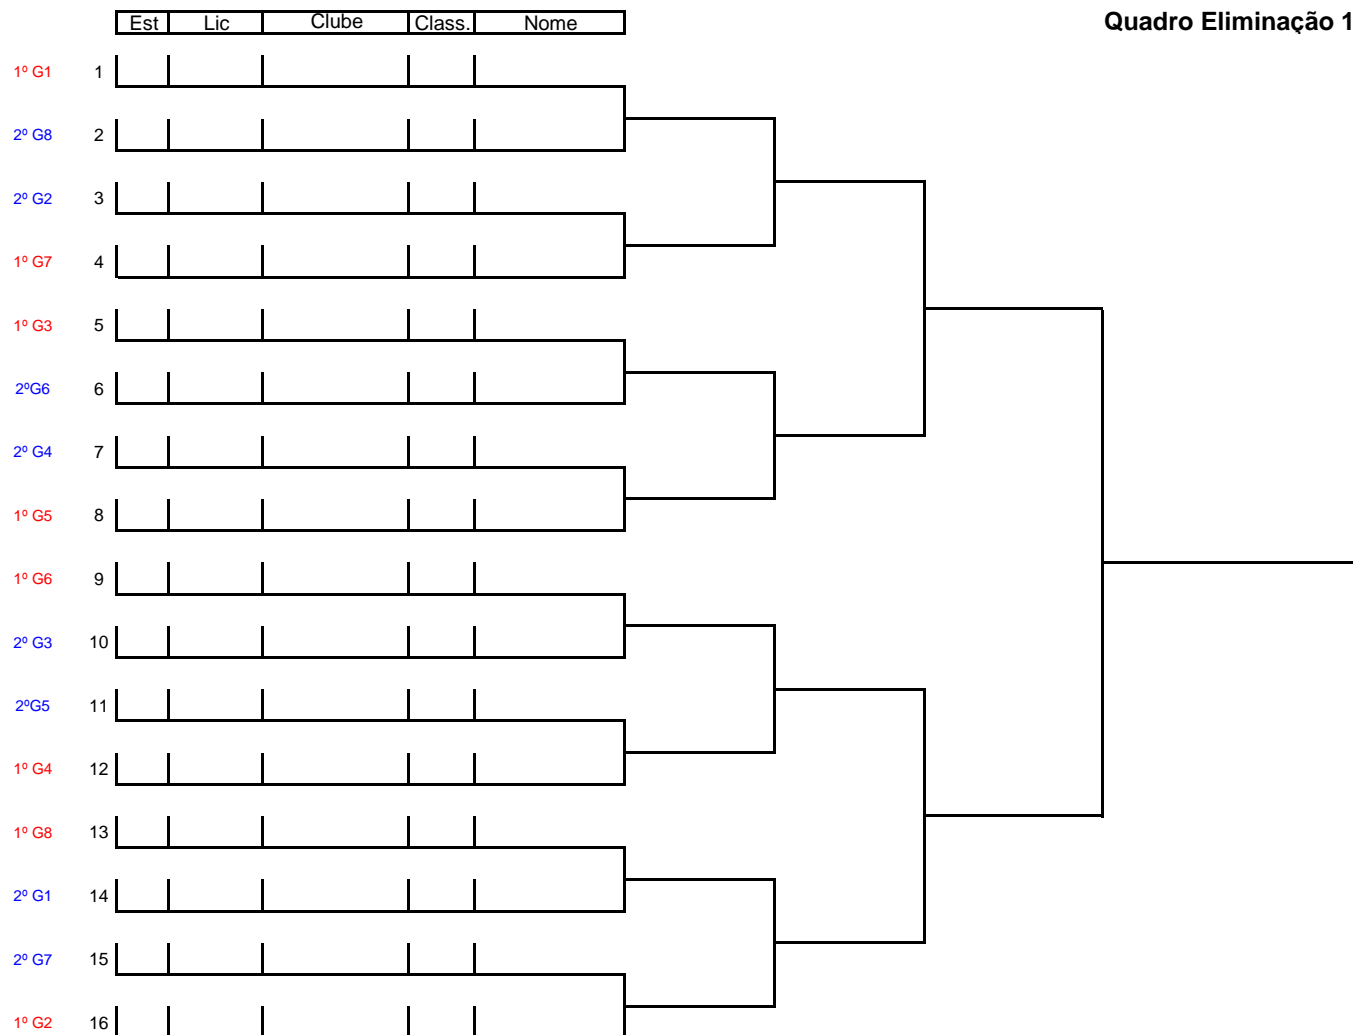 Est Lic Clube Class. Nome
Quadro Eliminação 1
1º G1 1
2º G8 2
2º G2 3
1º G7 4
1º G3 5
2ºG6 6
2º G4 7
1º G5 8
1º G6 9
2º G3 10
2ºG5 11
1º G4 12
1º G8 13
2º G1 14
2º G7 15
1º G2 16